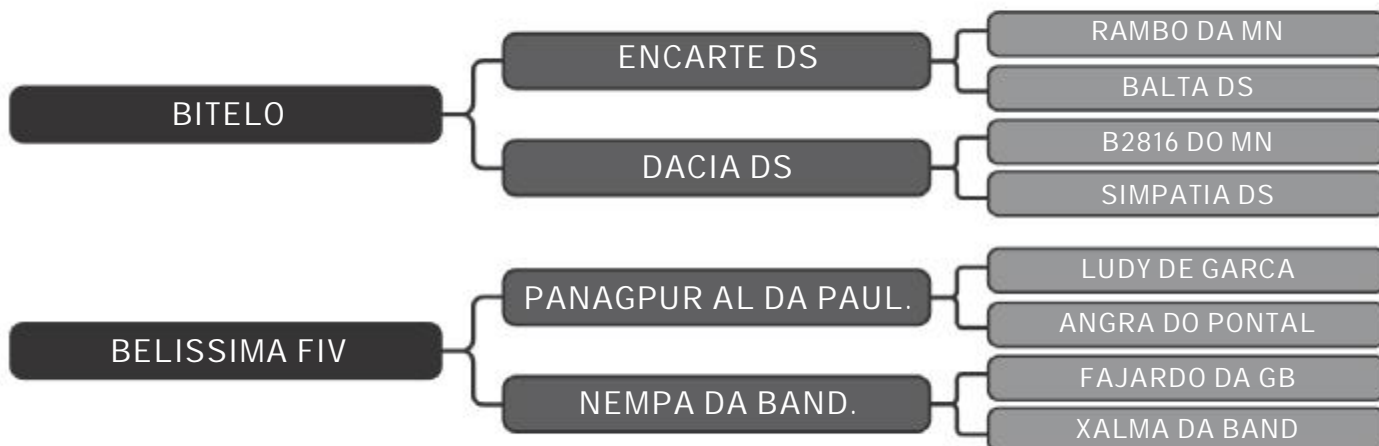 BITELO
ENCARTE DS
RAMBO DA MN
BALTA DS
DACIA DS
B2816 DO MN
SIMPATIA DS
BELISSIMA FIV
PANAGPUR AL DA PAUL.
LUDY DE GARCA
ANGRA DO PONTAL
NEMPA DA BAND.
FAJARDO DA GB
XALMA DA BAND